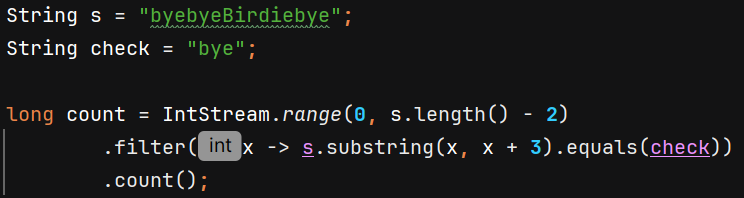 String s = "byebyeBirdiebye";
String check = "bye";
long count = IntStream.range(0, s.length() - 2)
.filter(int x -> s.substring(x, x + 3).equals(check))
.count();